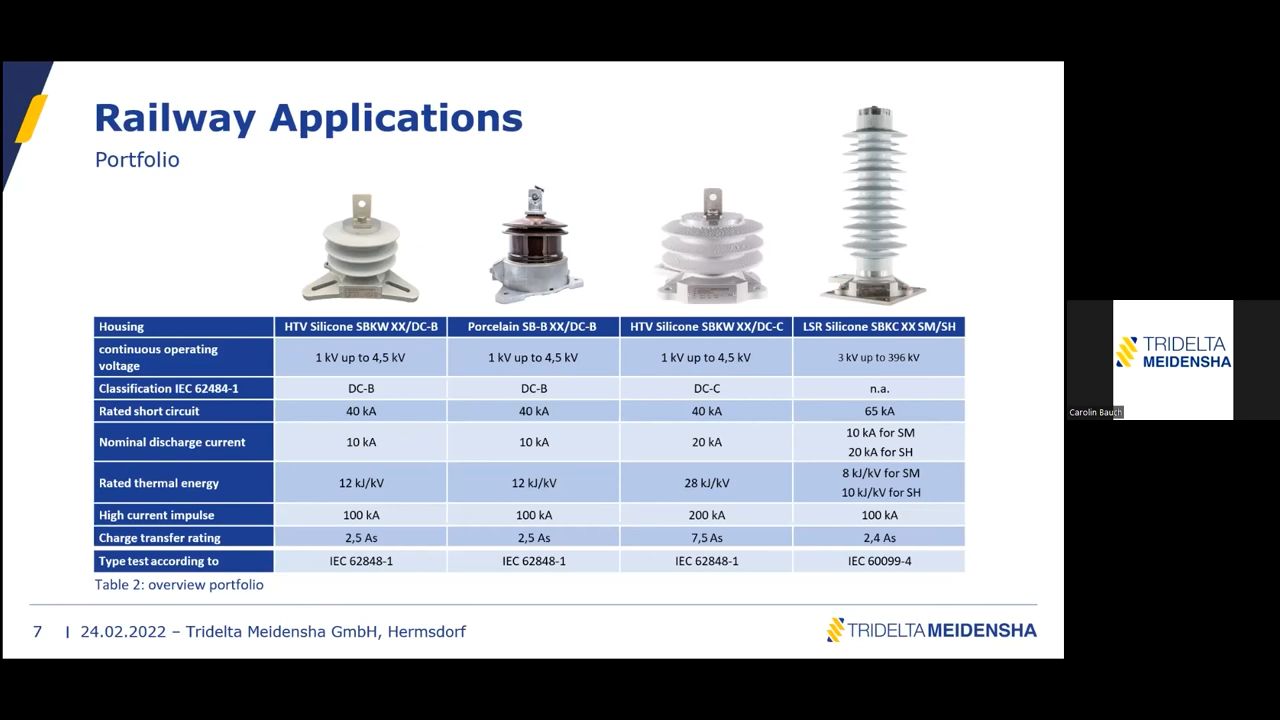 Railway Applications
Portfolio
Housing HTV Silicone SBKW XX/DC-B Porcelain SB-B XX/DC-B HTV Silicone SBKW XX/DC-C LSR Silicone SBKC XX SM/SH
continuous operating
voltage 1 kV up to 4,5 kV 1 kV up to 4,5 kV 1 kV up to 4,5 kV 3 kV up to 396 kV
Classification IEC 62484-1 DC-B DC-B DC-C n.a.
Rated short circuit 40 kA 40 kA 40 kA 65 kA
Nominal discharge current 10 kA 10 kA 20 kA 10 kA for SM
20 kA for SH
Rated thermal energy 12 kJ/kV 12 kJ/kV 28 kJ/kV 8 kJ/kV for SM
10 kJ/kV for SH
High current impulse 100 kA 100 kA 200 kA 100 kA
Charge transfer rating 2,5 As 2,5 As 7,5 As 2,4 As
Type test according to IEC 62848-1 IEC 62848-1 IEC 62848-1 IEC 60099-4
Table 2: overview portfolio
7 | 24.02.2022 – Tridelta Meidensha GmbH, Hermsdorf
TRIDELTA MEIDENSHA
TRIDELTA
MEIDENSHA
Carolin Bauch